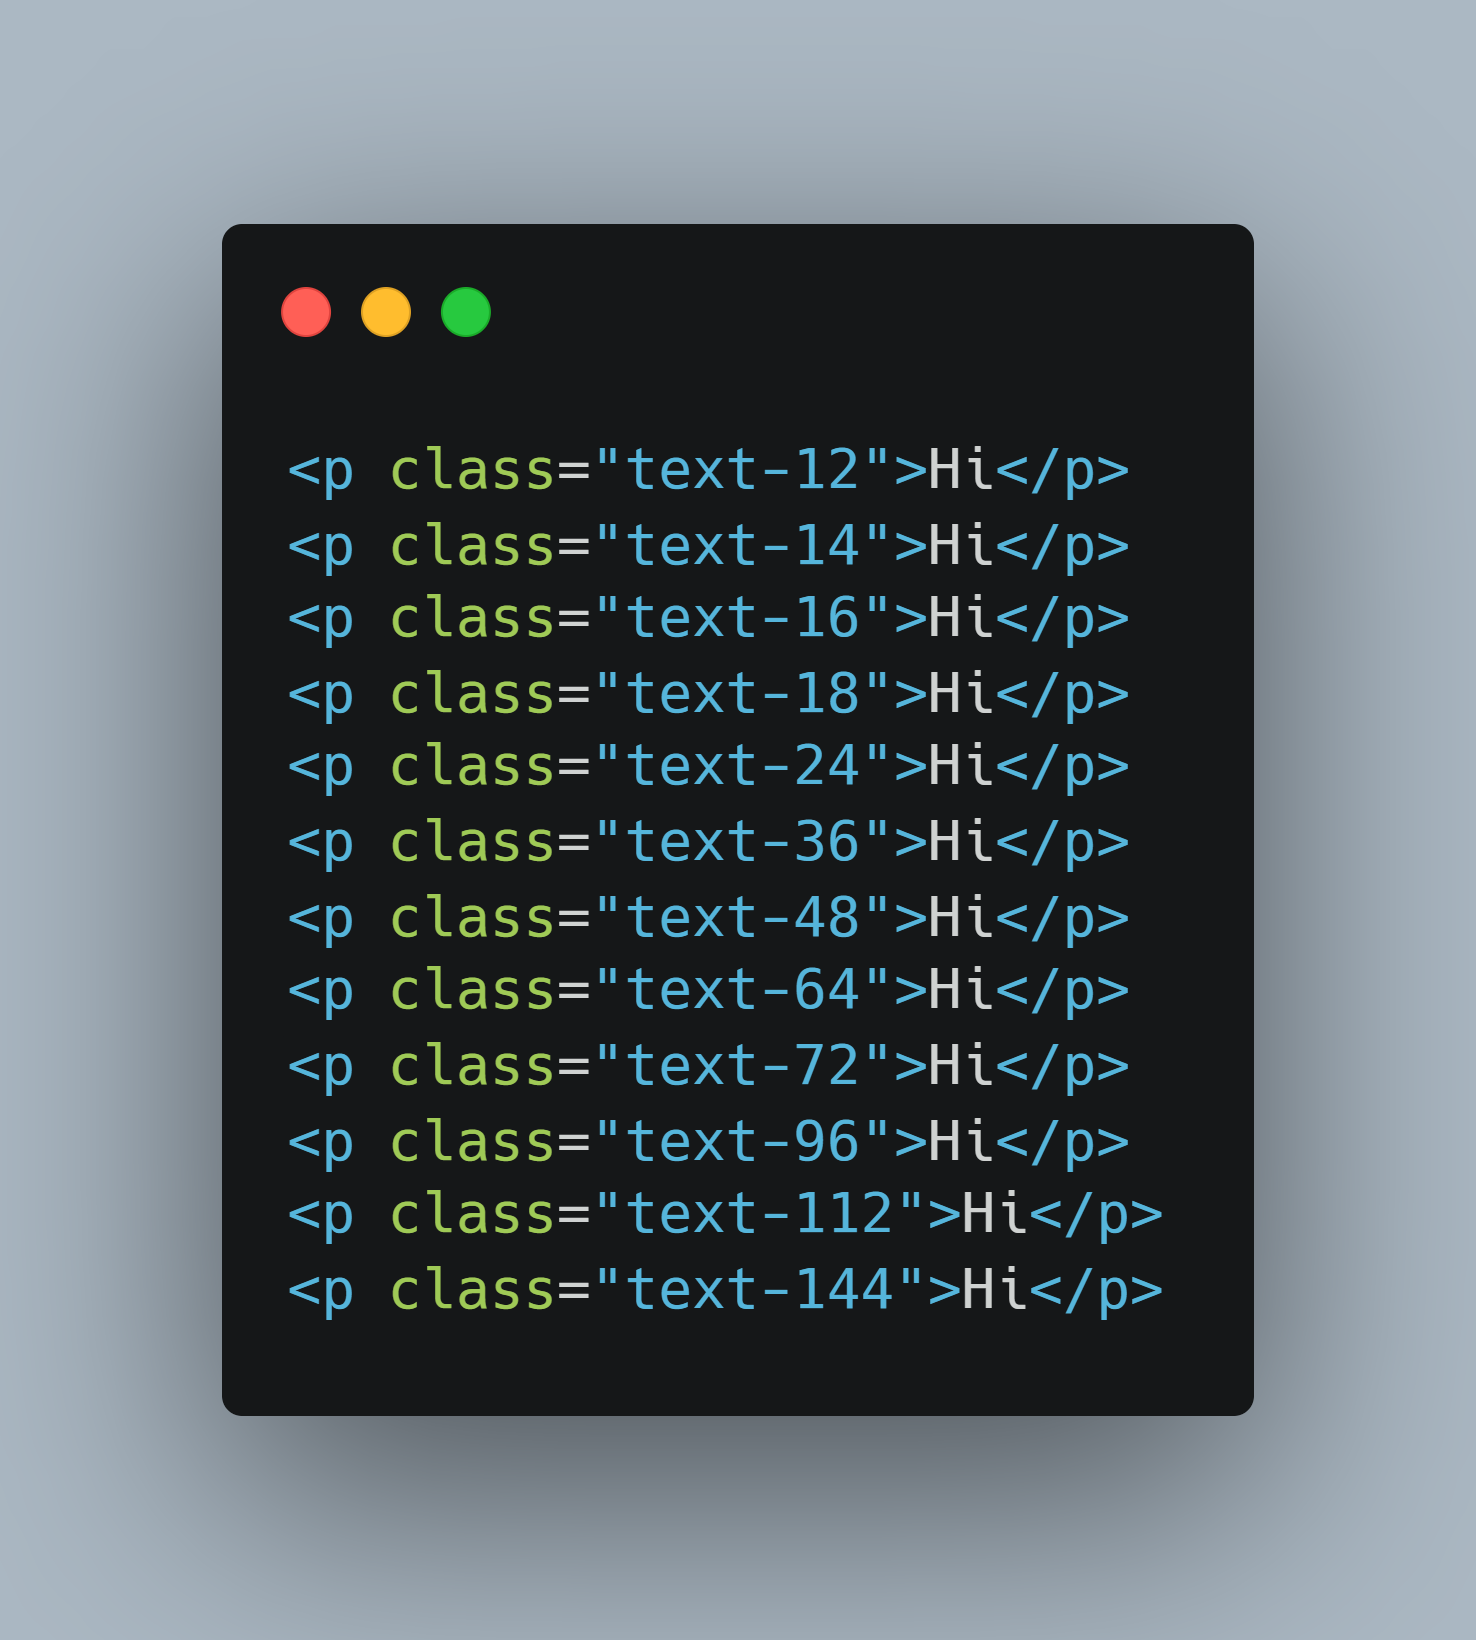 <p class="text-12">Hi</p>
<p class="text-14">Hi</p>
<p class="text-16">Hi</p>
<p class="text-18">Hi</p>
<p class="text-24">Hi</p>
<p class="text-36">Hi</p>
<p class="text-48">Hi</p>
<p class="text-64">Hi</p>
<p class="text-72">Hi</p>
<p class="text-96">Hi</p>
<p class="text-112">Hi</p>
<p class="text-144">Hi</p>